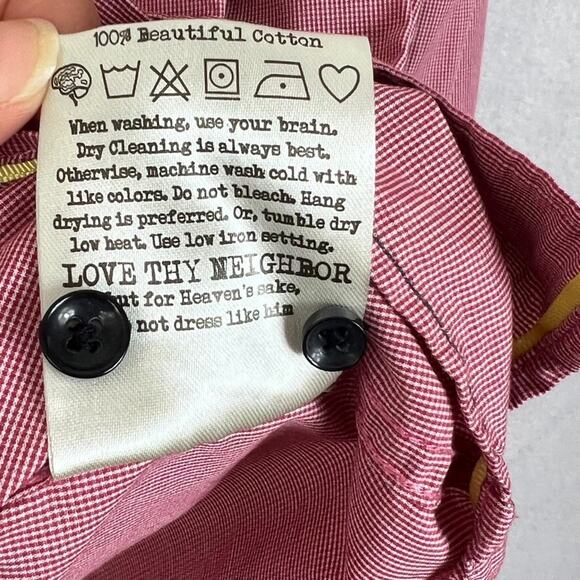 100% Beautiful Cotton
When washing, use your brain.
Dry Cleaning is always best.
Otherwise, machine wash cold with
like colors. Do not bleach. Hang
drying is preferred. Or, tumble dry
low heat. Use low iron setting.
LOVE THY NEIGHBOR
but for Heaven's sake,
not dress like him